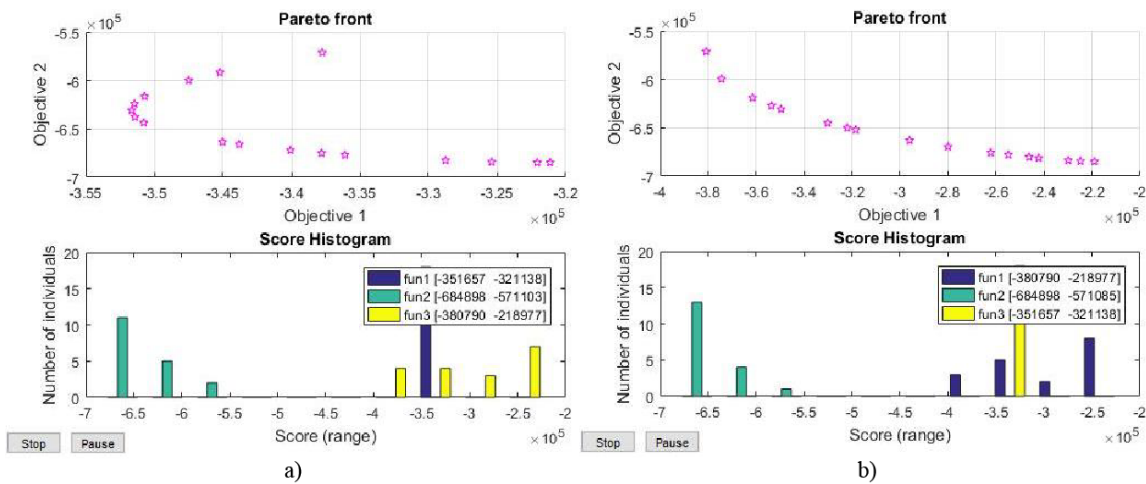 Pareto front
× 10^5
-5.5
-6
-6.5
-7
Objective 2
-3.55 -3.5 -3.45 -3.4 -3.35 -3.3 -3.25 -3.2
Objective 1
× 10^5
Score Histogram
20
15
10
5
0
Number of individuals
fun1 [-351657 -321138]
fun2 [-684898 -571103]
fun3 [-380790 -218977]
-7 -6.5 -6 -5.5 -5 -4.5 -4 -3.5 -3 -2.5 -2
Score (range)
× 10^5
Stop Pause
a)
Pareto front
× 10^5
-5.5
-6
-6.5
-7
Objective 2
-4 -3.8 -3.6 -3.4 -3.2 -3 -2.8 -2.6 -2.4 -2.2 -2
Objective 1
× 10^5
Score Histogram
20
15
10
5
0
Number of individuals
fun1 [-380790 -218977]
fun2 [-684898 -571085]
fun3 [-351657 -321138]
-7 -6.5 -6 -5.5 -5 -4.5 -4 -3.5 -3 -2.5 -2
Score (range)
× 10^5
Stop Pause
b)